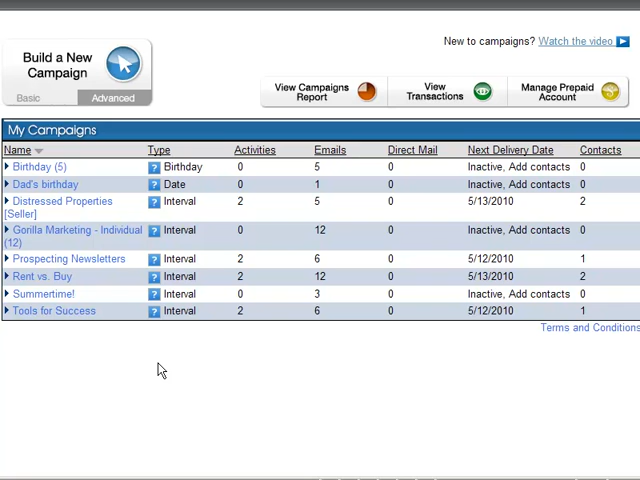 New to campaigns? Watch the video
Build a New
Campaign
Basic
Advanced
View Campaigns
Report
View
Transactions
Manage Prepaid
Account
My Campaigns
Name Type Activities Emails Direct Mail Next Delivery Date Contacts
Birthday (5) ? Birthday 0 5 0 Inactive, Add contacts 0
Dad's birthday ? Date 0 1 0 Inactive, Add contacts 0
Distressed Properties ? Interval 2 5 0 5/13/2010 2
[Seller]
Gorilla Marketing - Individual ? Interval 0 12 0 Inactive, Add contacts 0
(12)
Prospecting Newsletters ? Interval 2 6 0 5/12/2010 1
Rent vs. Buy ? Interval 2 12 0 5/13/2010 2
Summertime! ? Interval 0 3 0 Inactive, Add contacts 0
Tools for Success ? Interval 2 6 0 5/12/2010 1
Terms and Conditions